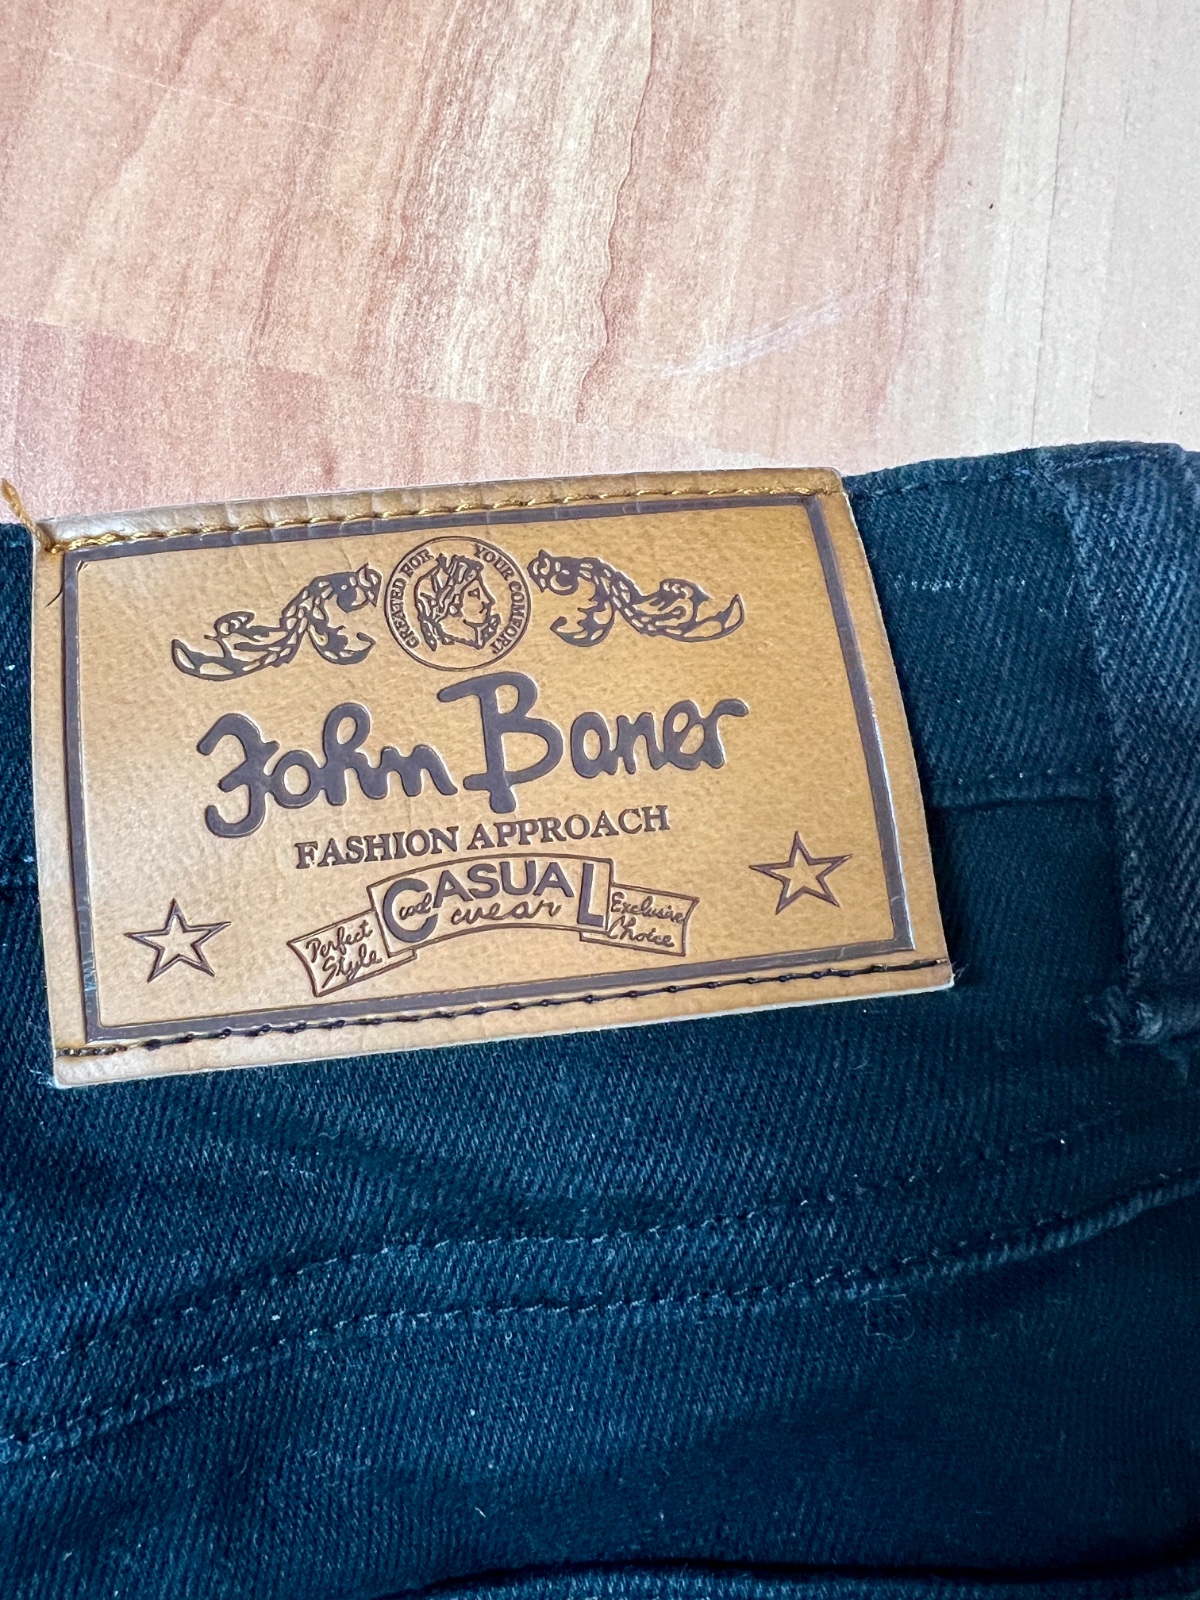 CREATED FOR YOUR COMFORT
John Baner
FASHION APPROACH
CASUAL
Cool wear
Perfect Style
Exclusive Choice